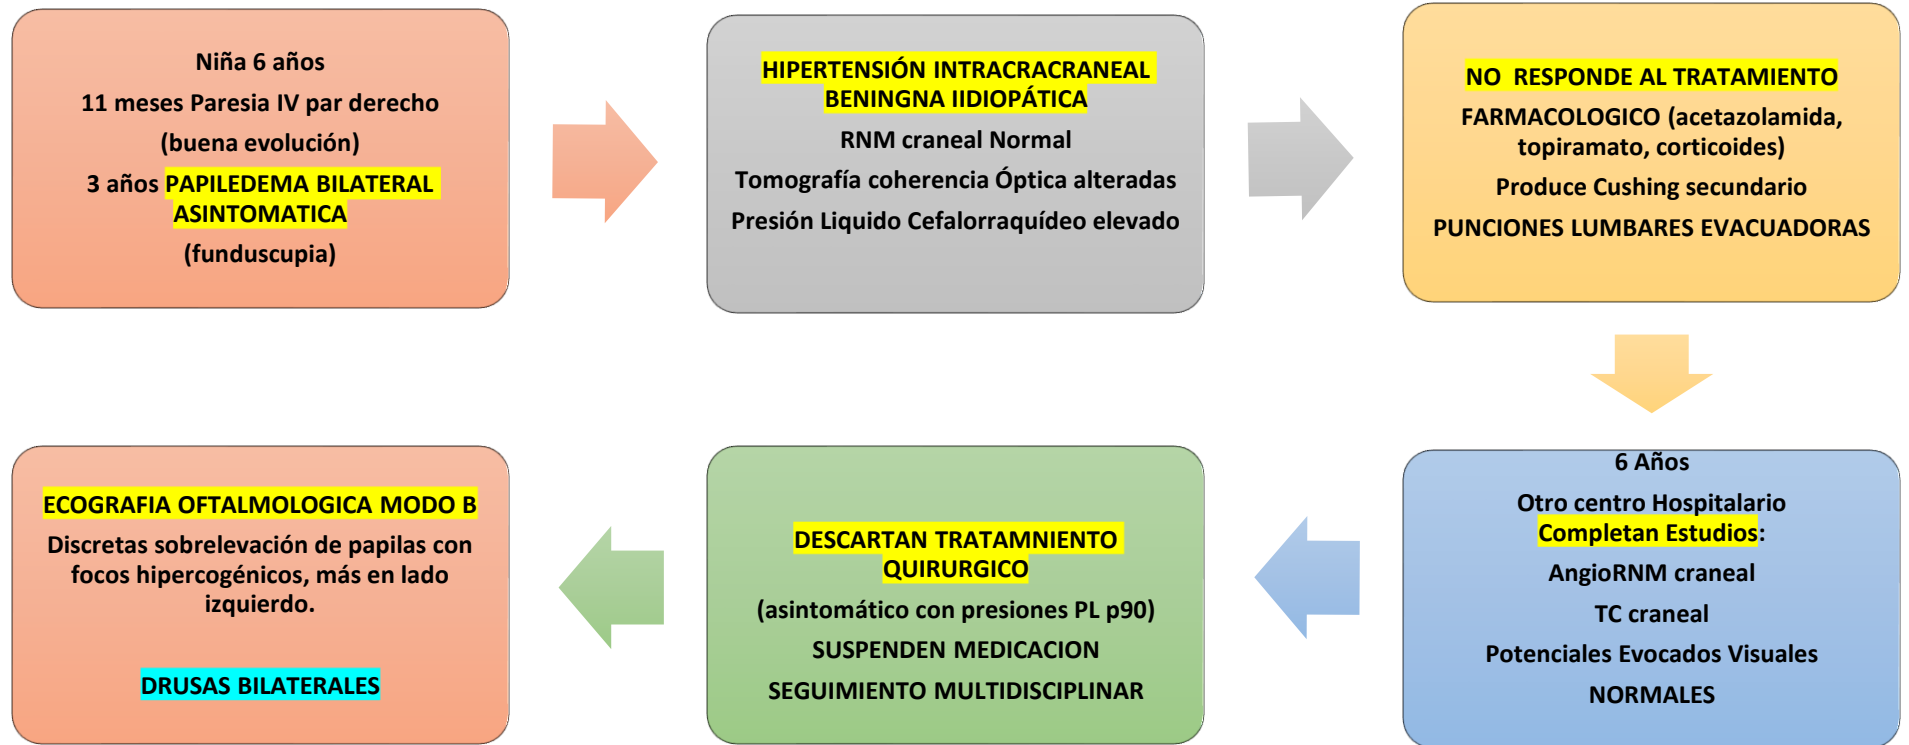 Niña 6 años
11 meses Paresia IV par derecho
(buena evolución)
3 años PAPILEDEMA BILATERAL
ASINTOMATICA
(funduscupia)
HIPERTENSIÓN INTRACRACRANEAL
BENINGNA IIDIOPÁTICA
RNM craneal Normal
Tomografía coherencia Óptica alteradas
Presión Liquido Cefalorraquídeo elevado
NO RESPONDE AL TRATAMIENTO
FARMACOLOGICO (acetazolamida,
topiramato, corticoides)
Produce Cushing secundario
PUNCIONES LUMBARES EVACUADORAS
6 Años
Otro centro Hospitalario
Completan Estudios:
AngioRNM craneal
TC craneal
Potenciales Evocados Visuales
NORMALES
DESCARTAN TRATAMNIENTO
QUIRURGICO
(asintomático con presiones PL p90)
SUSPENDEN MEDICACION
SEGUIMIENTO MULTIDISCIPLINAR
ECOGRAFIA OFTALMOLOGICA MODO B
Discretas sobrelevación de papilas con
focos hipercogénicos, más en lado
izquierdo.
DRUSAS BILATERALES